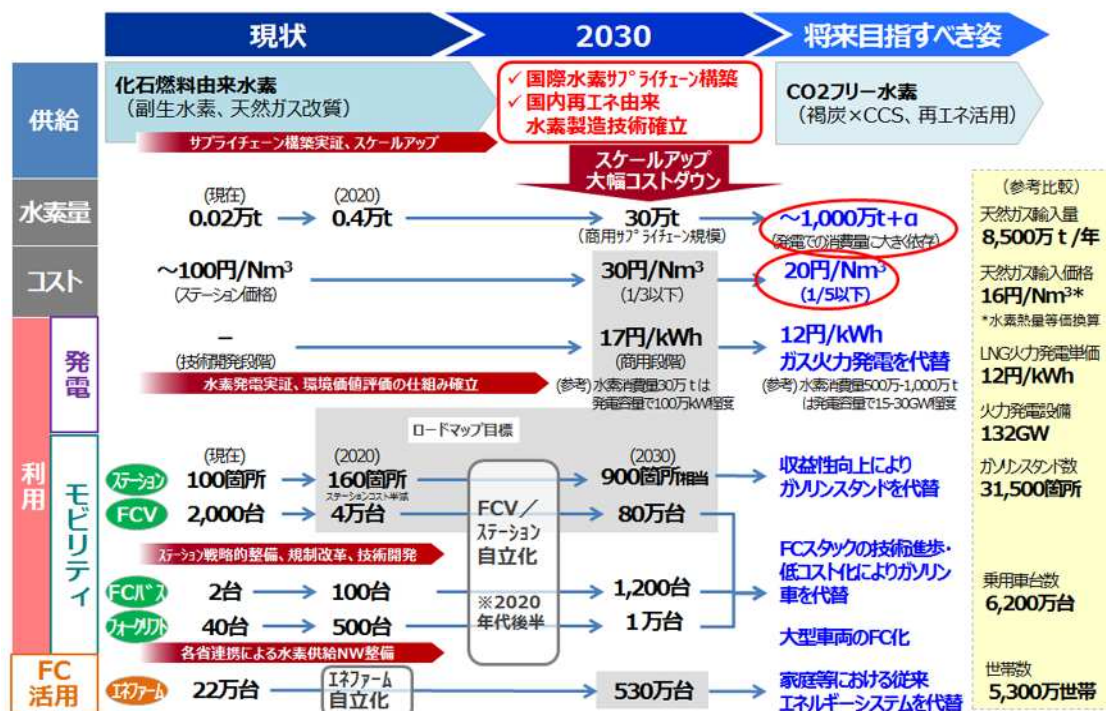 現状
2030
将来目指すべき姿
供給
化石燃料由来水素
（副生水素、天然ガス改質）
✓ 国際水素ｻﾌﾟﾗｲﾁｪｰﾝ構築
✓ 国内再エネ由来
水素製造技術確立
CO2フリー水素
（褐炭×CCS、再エネ活用）
サプライチェーン構築実証、スケールアップ
スケールアップ
大幅コストダウン
水素量
(現在)
0.02万t
(2020)
0.4万t
30万t
(商用ｻﾌﾟﾗｲﾁｪｰﾝ規模)
～1,000万t+α
(発電での消費量に大きく依存)
コスト
～100円/Nm³
(ステーション価格)
30円/Nm³
(1/3以下)
20円/Nm³
(1/5以下)
利用
発電
－
(技術開発段階)
17円/kWh
(商用段階)
(参考) 水素消費量30万ｔは
発電容量で100万kW程度
12円/kWh
ガス火力発電を代替
(参考) 水素消費量500万-1,000万ｔ
は発電容量で15-30GW程度
水素発電実証、環境価値評価の仕組み確立
モビリティ
ロードマップ目標
(現在)
(2020)
(2030)
ｽﾃｰｼｮﾝ
100箇所
160箇所
ステーションコスト半減
900箇所相当
収益性向上により
ガソリンスタンドを代替
FCV
2,000台
4万台
80万台
FCV／
ｽﾃｰｼｮﾝ
自立化
※2020
年代後半
ｽﾃｰｼｮﾝ戦略的整備、規制改革、技術開発
FCﾊﾞｽ
2台
100台
1,200台
FCスタックの技術進歩・
低コスト化によりガソリン
車を代替
フォークリフト
40台
500台
1万台
大型車両のFC化
各省連携による水素供給NW整備
FC
活用
ｴﾈﾌｧｰﾑ
22万台
ｴﾈﾌｧｰﾑ
自立化
530万台
家庭等における従来
エネルギーシステムを代替
（参考比較）
天然ガス輸入量
8,500万ｔ/年
天然ガス輸入価格
16円/Nm³*
*水素熱量等価換算
LNG火力発電単価
12円/kWh
火力発電設備
132GW
ガソリンスタンド数
31,500箇所
乗用車台数
6,200万台
世帯数
5,300万世帯